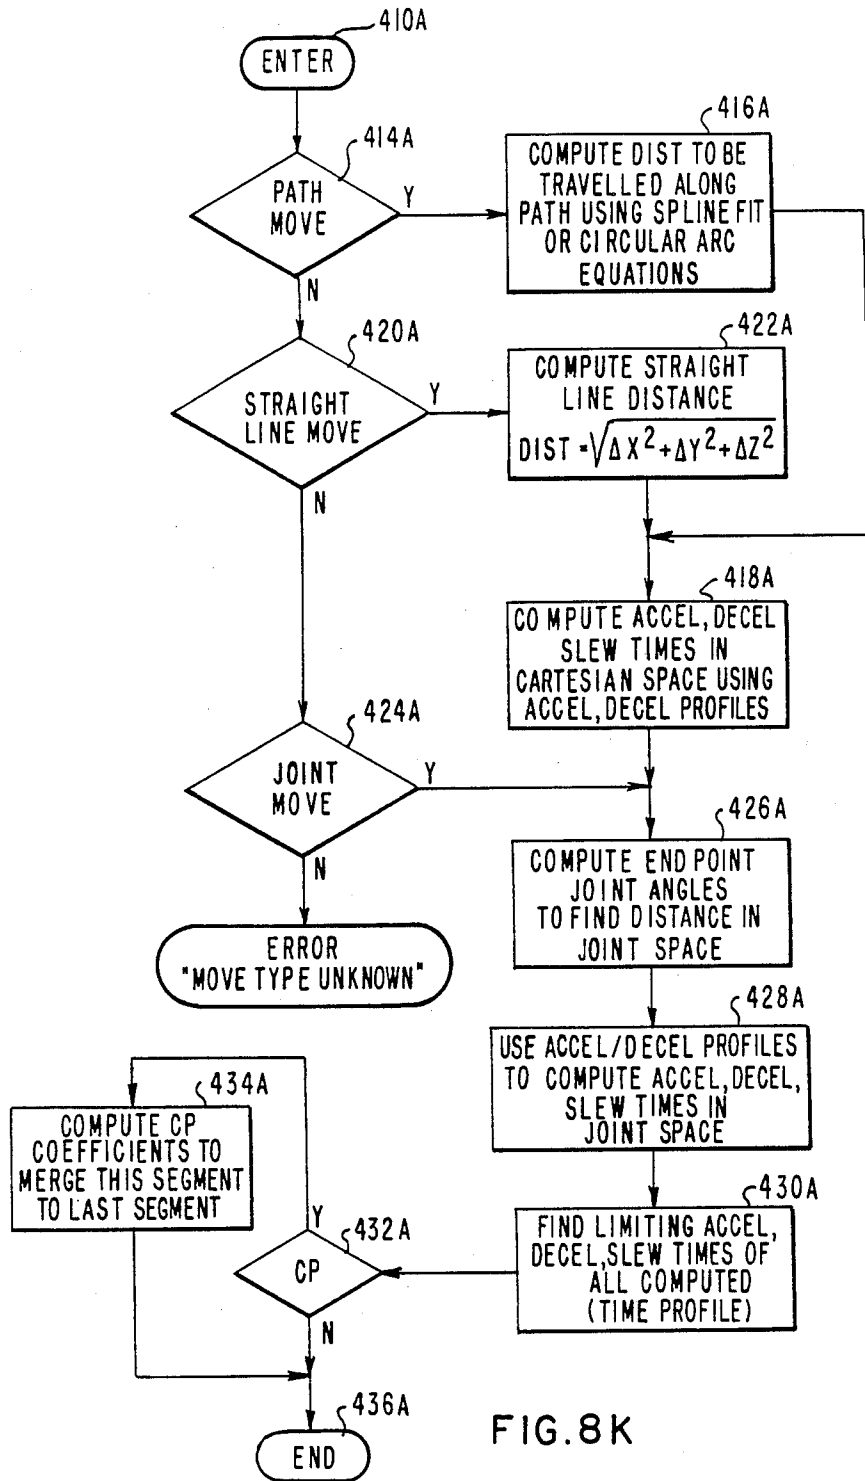 410A
ENTER
414A
PATH
MOVE
Y
N
416A
COMPUTE DIST TO BE
TRAVELLED ALONG
PATH USING SPLINE FIT
OR CIRCULAR ARC
EQUATIONS
420A
STRAIGHT
LINE MOVE
Y
N
422A
COMPUTE STRAIGHT
LINE DISTANCE
DIST = √ΔX²+ΔY²+ΔZ²
418A
COMPUTE ACCEL, DECEL
SLEW TIMES IN
CARTESIAN SPACE USING
ACCEL, DECEL PROFILES
424A
JOINT
MOVE
Y
N
ERROR
"MOVE TYPE UNKNOWN"
426A
COMPUTE END POINT
JOINT ANGLES
TO FIND DISTANCE IN
JOINT SPACE
428A
USE ACCEL/DECEL PROFILES
TO COMPUTE ACCEL, DECEL,
SLEW TIMES IN
JOINT SPACE
430A
FIND LIMITING ACCEL,
DECEL, SLEW TIMES OF
ALL COMPUTED
(TIME PROFILE)
432A
CP
Y
N
434A
COMPUTE CP
COEFFICIENTS TO
MERGE THIS SEGMENT
TO LAST SEGMENT
436A
END
FIG. 8K